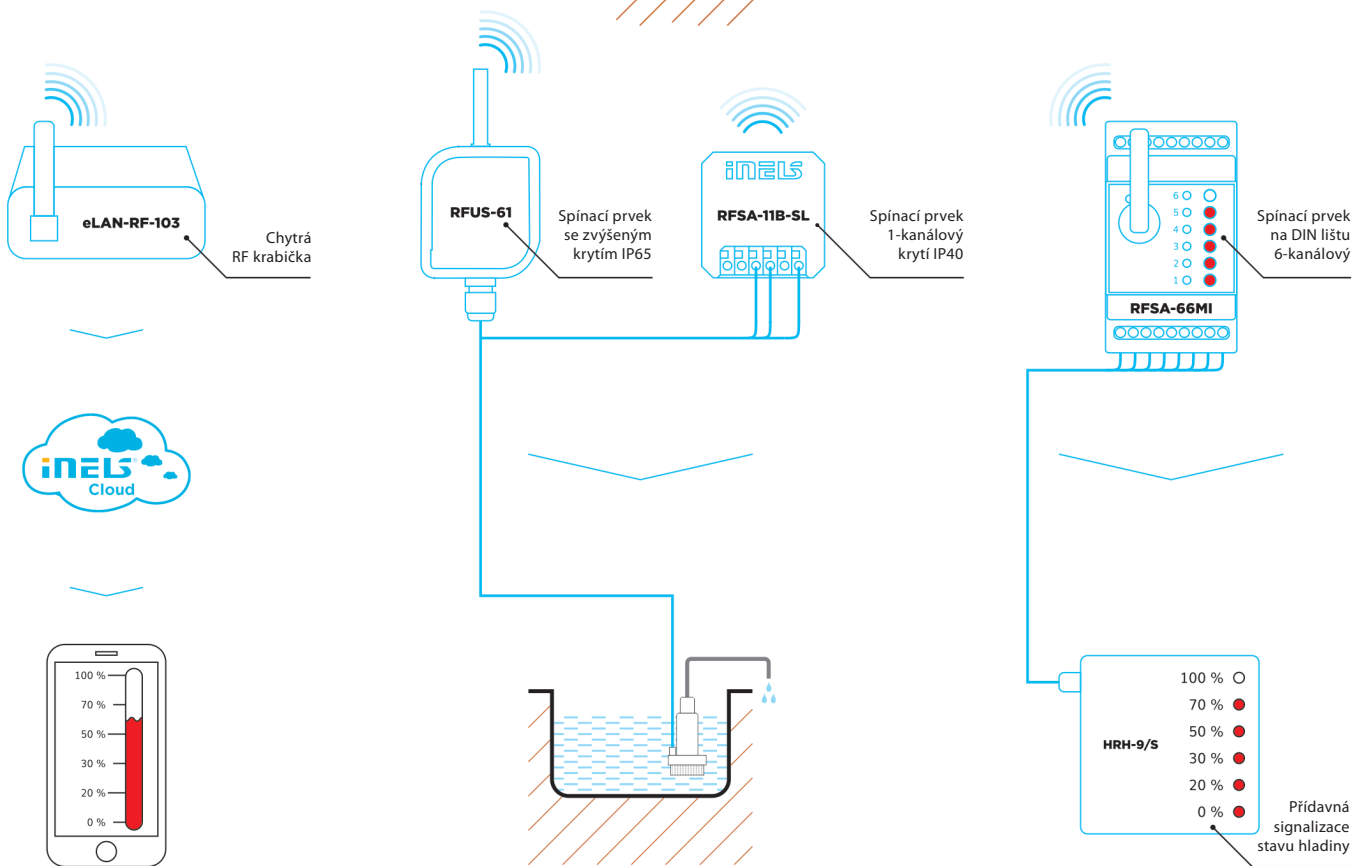 eLAN-RF-103
Chytrá
RF krabička
RFUS-61
Spínací prvek
se zvýšeným
krytím IP65
iNELS
RFSA-11B-SL
Spínací prvek
1-kanálový
krytí IP40
6
5
4
3
2
1
RFSA-66MI
Spínací prvek
na DIN lištu
6-kanálový
iNELS
Cloud
100 %
70 %
50 %
30 %
20 %
0 %
HRH-9/S
100 %
70 %
50 %
30 %
20 %
0 %
Přídavná
signalizace
stavu hladiny